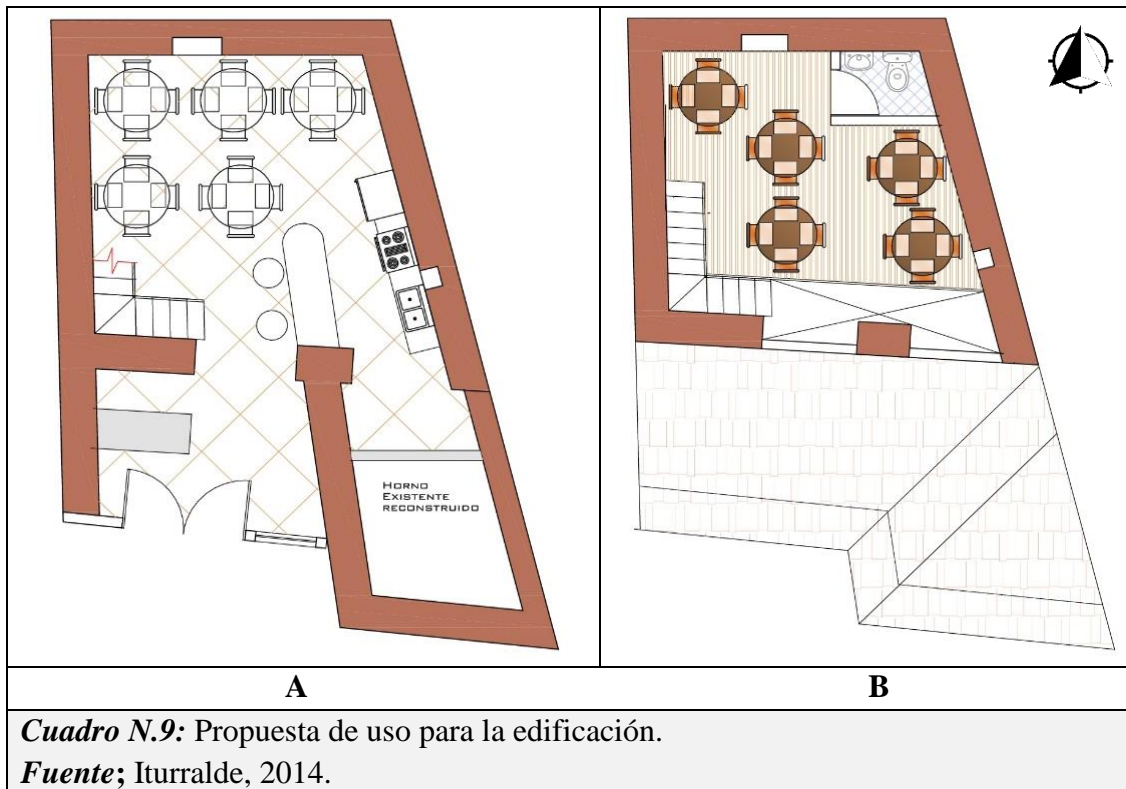 HORNO
EXISTENTE
RECONSTRUIDO
A
B
Cuadro N.9: Propuesta de uso para la edificación.
Fuente; Iturralde, 2014.